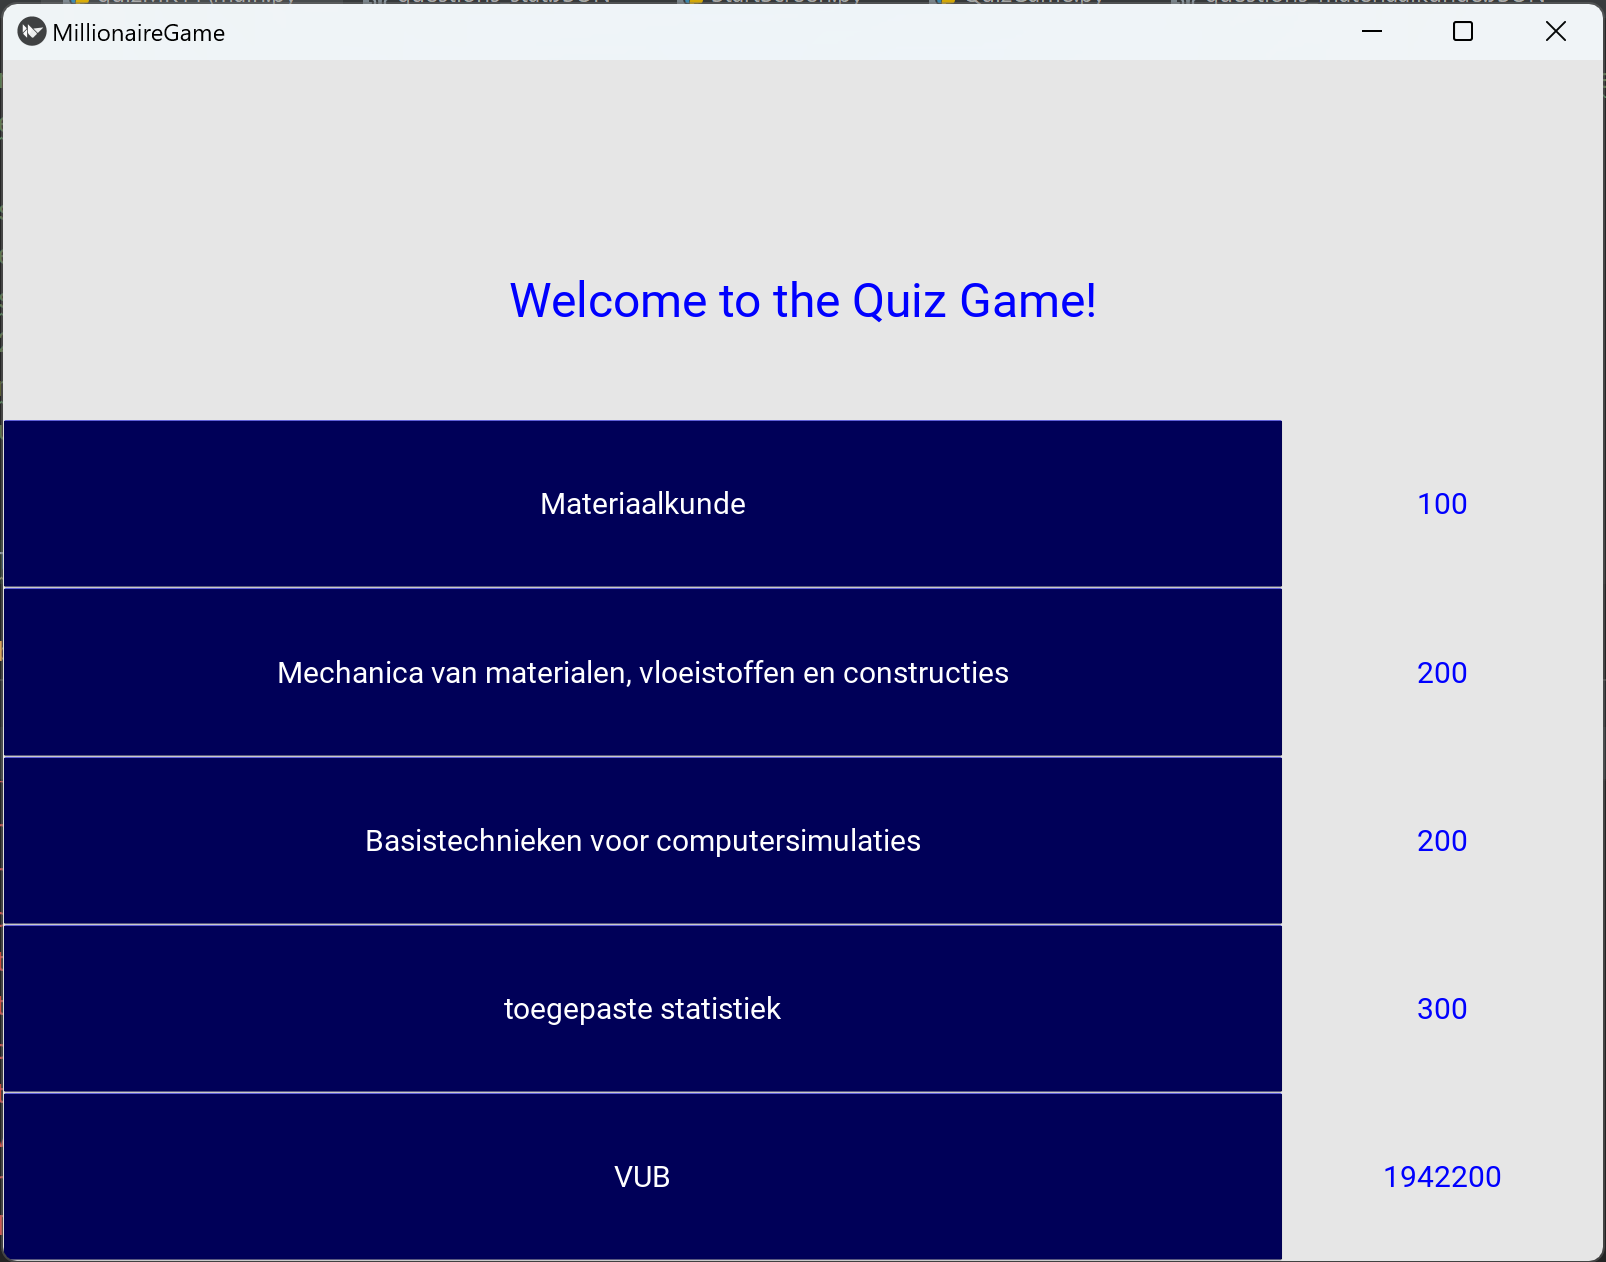 MillionaireGame
Welcome to the Quiz Game!
Materiaalkunde 100
Mechanica van materialen, vloeistoffen en constructies 200
Basistechnieken voor computersimulaties 200
toegepaste statistiek 300
VUB 1942200